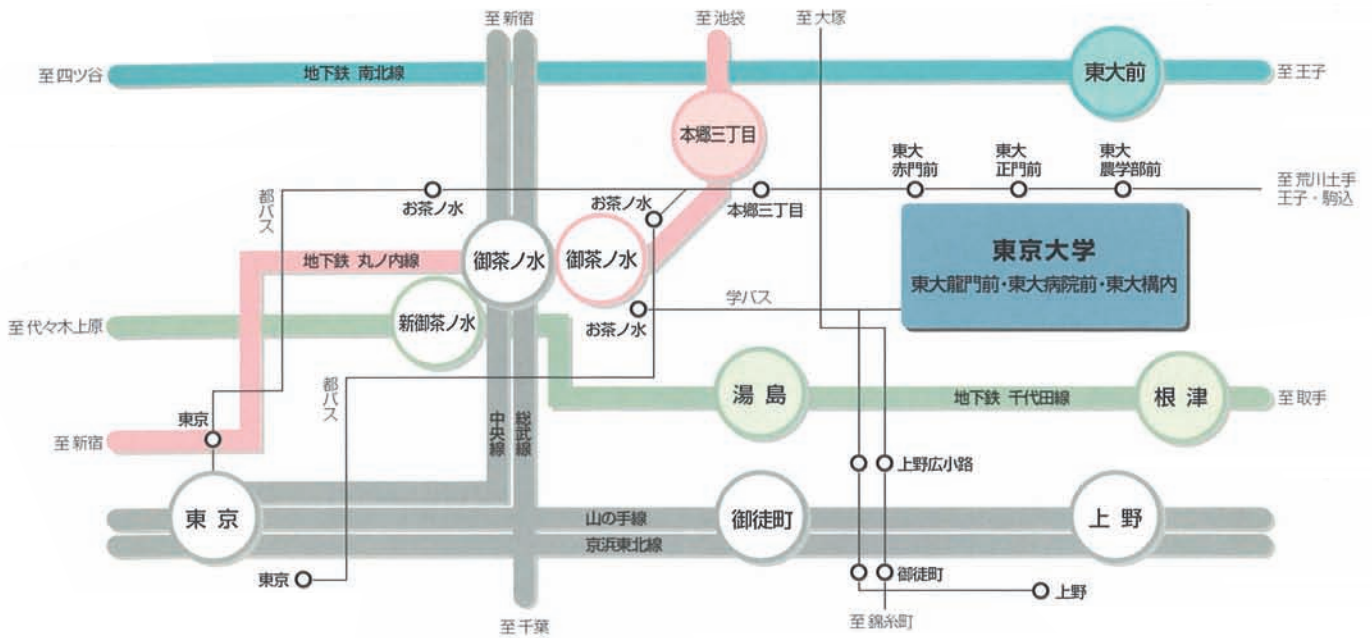 至新宿
至池袋
至大塚
至四ツ谷
地下鉄 南北線
東大前
至王子
本郷三丁目
東大
赤門前
東大
正門前
東大
農学部前
都バス
お茶ノ水
お茶ノ水
本郷三丁目
至荒川土手
王子・駒込
地下鉄 丸ノ内線
御茶ノ水
御茶ノ水
東京大学
東大龍門前・東大病院前・東大構内
学バス
至代々木上原
新御茶ノ水
お茶ノ水
都バス
湯島
地下鉄 千代田線
根津
至取手
東京
至新宿
中央線
総武線
上野広小路
東京
山の手線
御徒町
上野
京浜東北線
東京
御徒町
上野
至千葉
至錦糸町